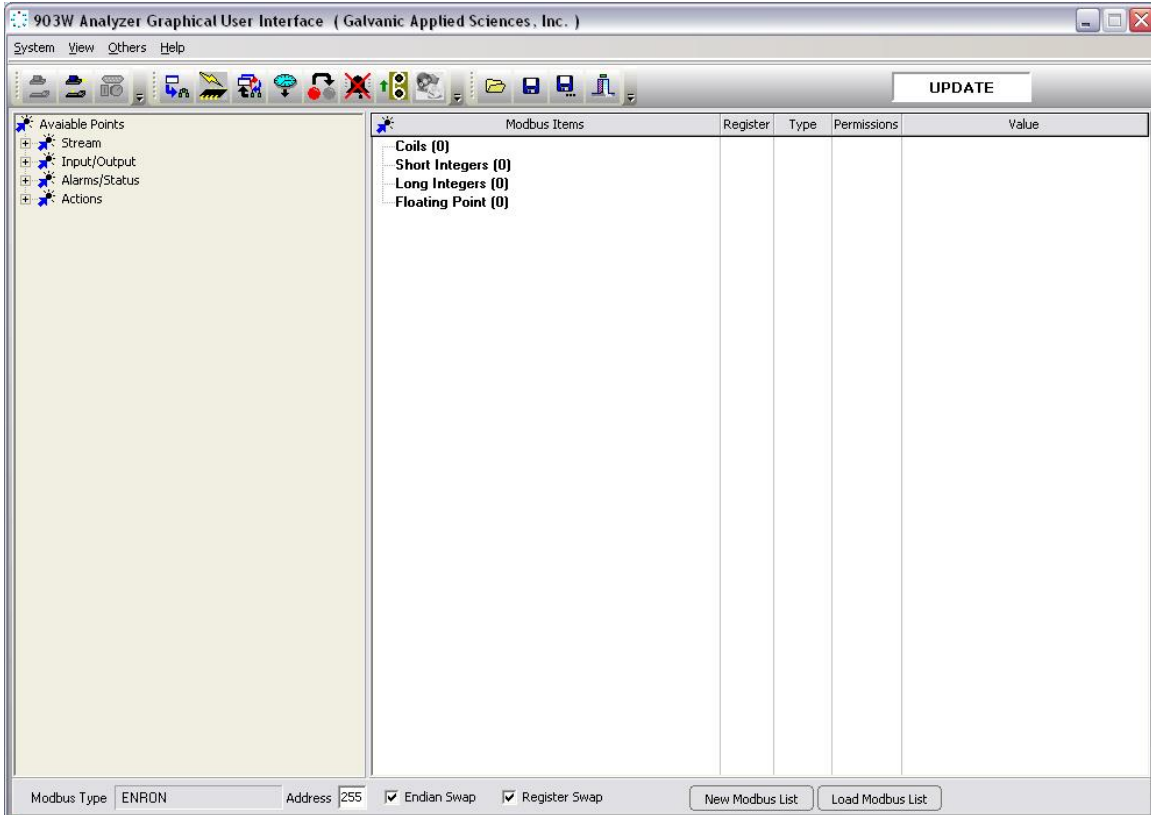 903W Analyzer Graphical User Interface ( Galvanic Applied Sciences, Inc. )
System View Others Help
UPDATE
Avaiable Points
Stream
Input/Output
Alarms/Status
Actions
Modbus Items Register Type Permissions Value
Coils (0)
Short Integers (0)
Long Integers (0)
Floating Point (0)
Modbus Type ENRON Address 255 Endian Swap Register Swap New Modbus List Load Modbus List